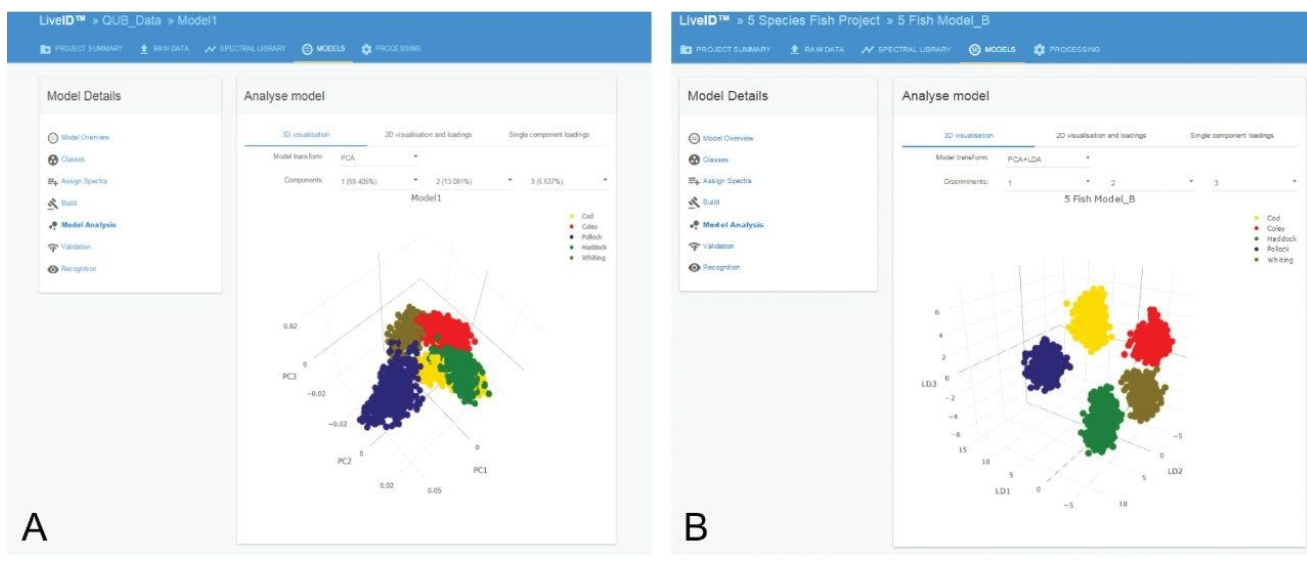 LiveID™ » QUB_Data » Model1
PROJECT SUMMARY RAW DATA SPECTRAL LIBRARY MODELS PROCESSING
Model Details
Model Overview
Classes
Assign Spectra
Build
Model Analysis
Validation
Recognition
Analyse model
3D visualisation 2D visualisation and loadings Single component loadings
Model transform: PCA
Components: 1 (69.405%) 2 (13.081%) 3 (5.537%)
Model1
Cod
Coley
Pollock
Haddock
Whiting
0.02
0
PC3
−0.02
−0.02
0
PC2
0
0.02
0.05
0
PC1
A
LiveID™ » 5 Species Fish Project » 5 Fish Model_B
PROJECT SUMMARY RAW DATA SPECTRAL LIBRARY MODELS PROCESSING
Model Details
Model Overview
Classes
Assign Spectra
Build
Model Analysis
Validation
Recognition
Analyse model
3D visualisation 2D visualisation and loadings Single component loadings
Model transform: PCA+LDA
Discriminents: 1 2 3
5 Fish Model_B
Cod
Coley
Haddock
Pollock
Whiting
6
4
2
LD3 0
−2
−4
−6
15
10
5
LD1 0
−5
10
5
LD2
0
−5
B